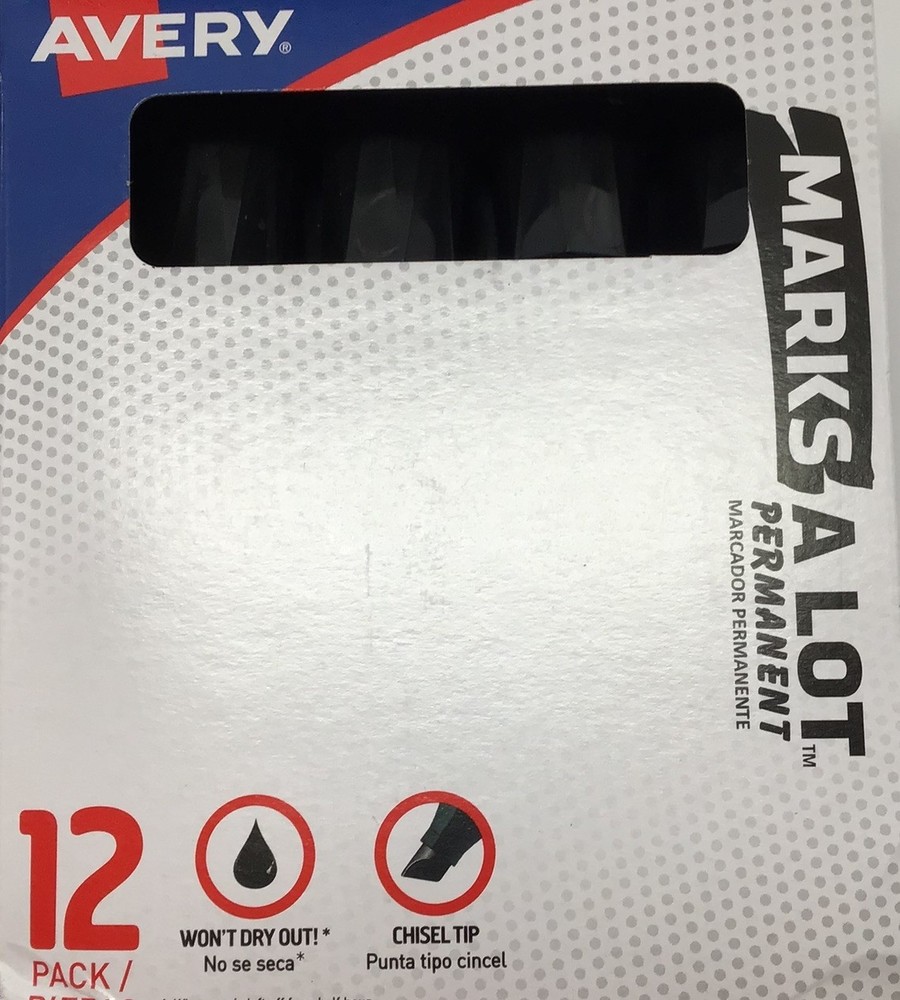 AVERY®
MARKS A LOT™
PERMANENT
MARCADOR PERMANENTE
12
PACK /
WON'T DRY OUT! *
No se seca*
CHISEL TIP
Punta tipo cincel